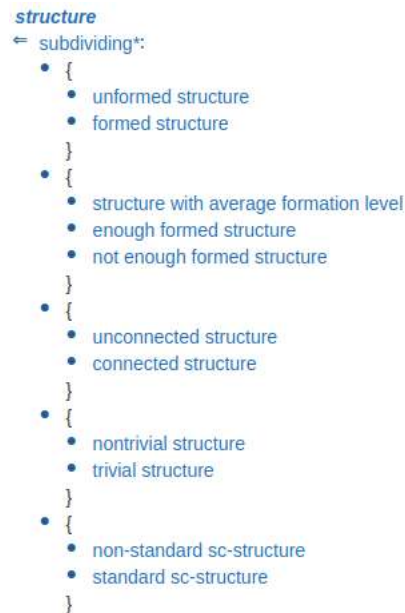 structure
⇐ subdividing*:
• {
• unformed structure
• formed structure
}
• {
• structure with average formation level
• enough formed structure
• not enough formed structure
}
• {
• unconnected structure
• connected structure
}
• {
• nontrivial structure
• trivial structure
}
• {
• non-standard sc-structure
• standard sc-structure
}